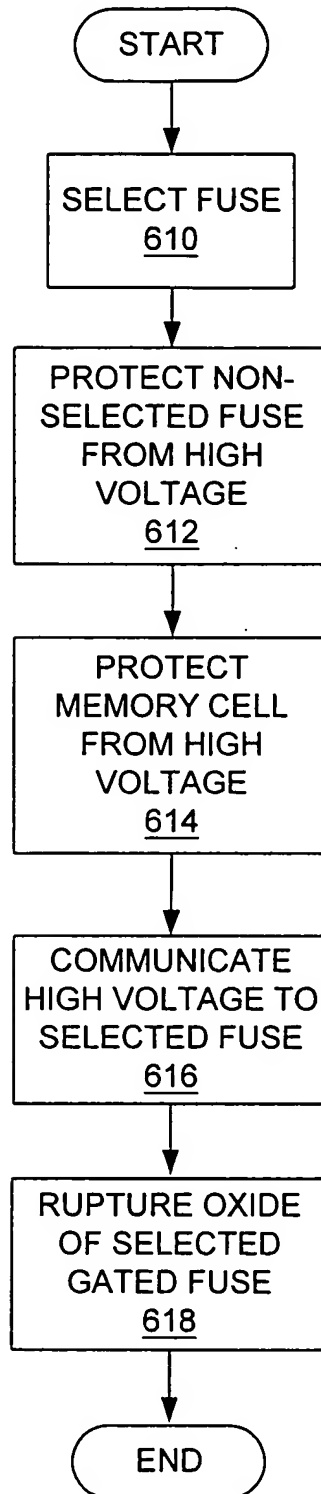 START
SELECT FUSE
610
PROTECT NON-
SELECTED FUSE
FROM HIGH
VOLTAGE
612
PROTECT
MEMORY CELL
FROM HIGH
VOLTAGE
614
COMMUNICATE
HIGH VOLTAGE TO
SELECTED FUSE
616
RUPTURE OXIDE
OF SELECTED
GATED FUSE
618
END